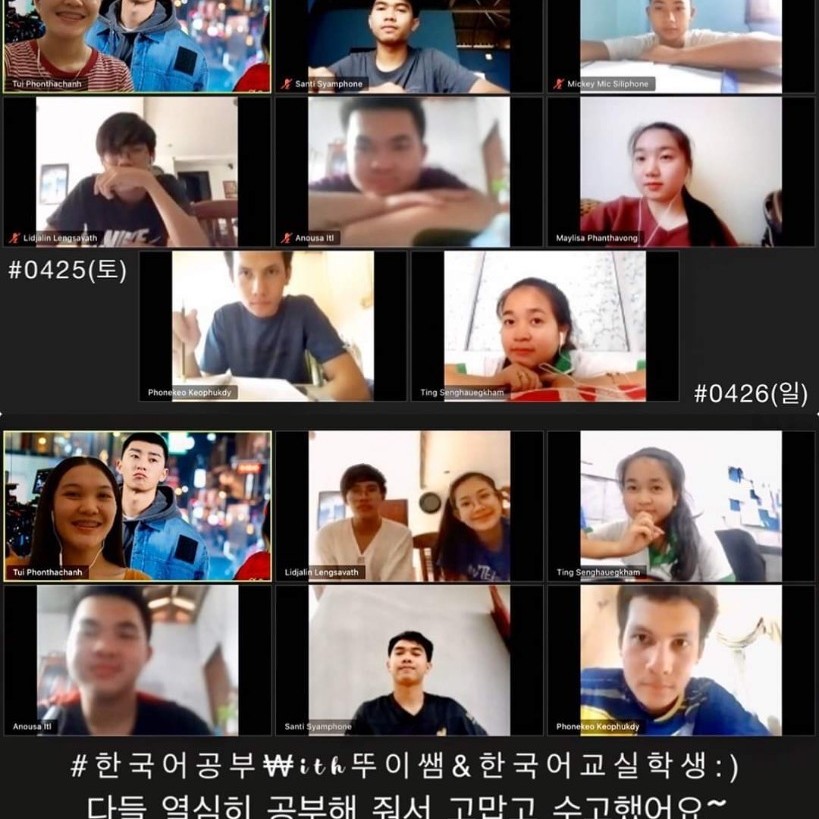 Tui Phonthachanh
Santi Syamphone
Mickey Mic Siliphone
Lidjalin Lengsavath
NIKE
Anousa Itl
Maylisa Phanthavong
#0425(토)
Phonekeo Keophukdy
Ting Senghauegkham
#0426(일)
Tui Phonthachanh
Lidjalin Lengsavath
Ting Senghauegkham
Anousa Itl
Santi Syamphone
Phonekeo Keophukdy
#한국어공부₩ith뚜이쌤&한국어교실학생:)
다들 열심히 공부해 줘서 고맙고 수고했어요~